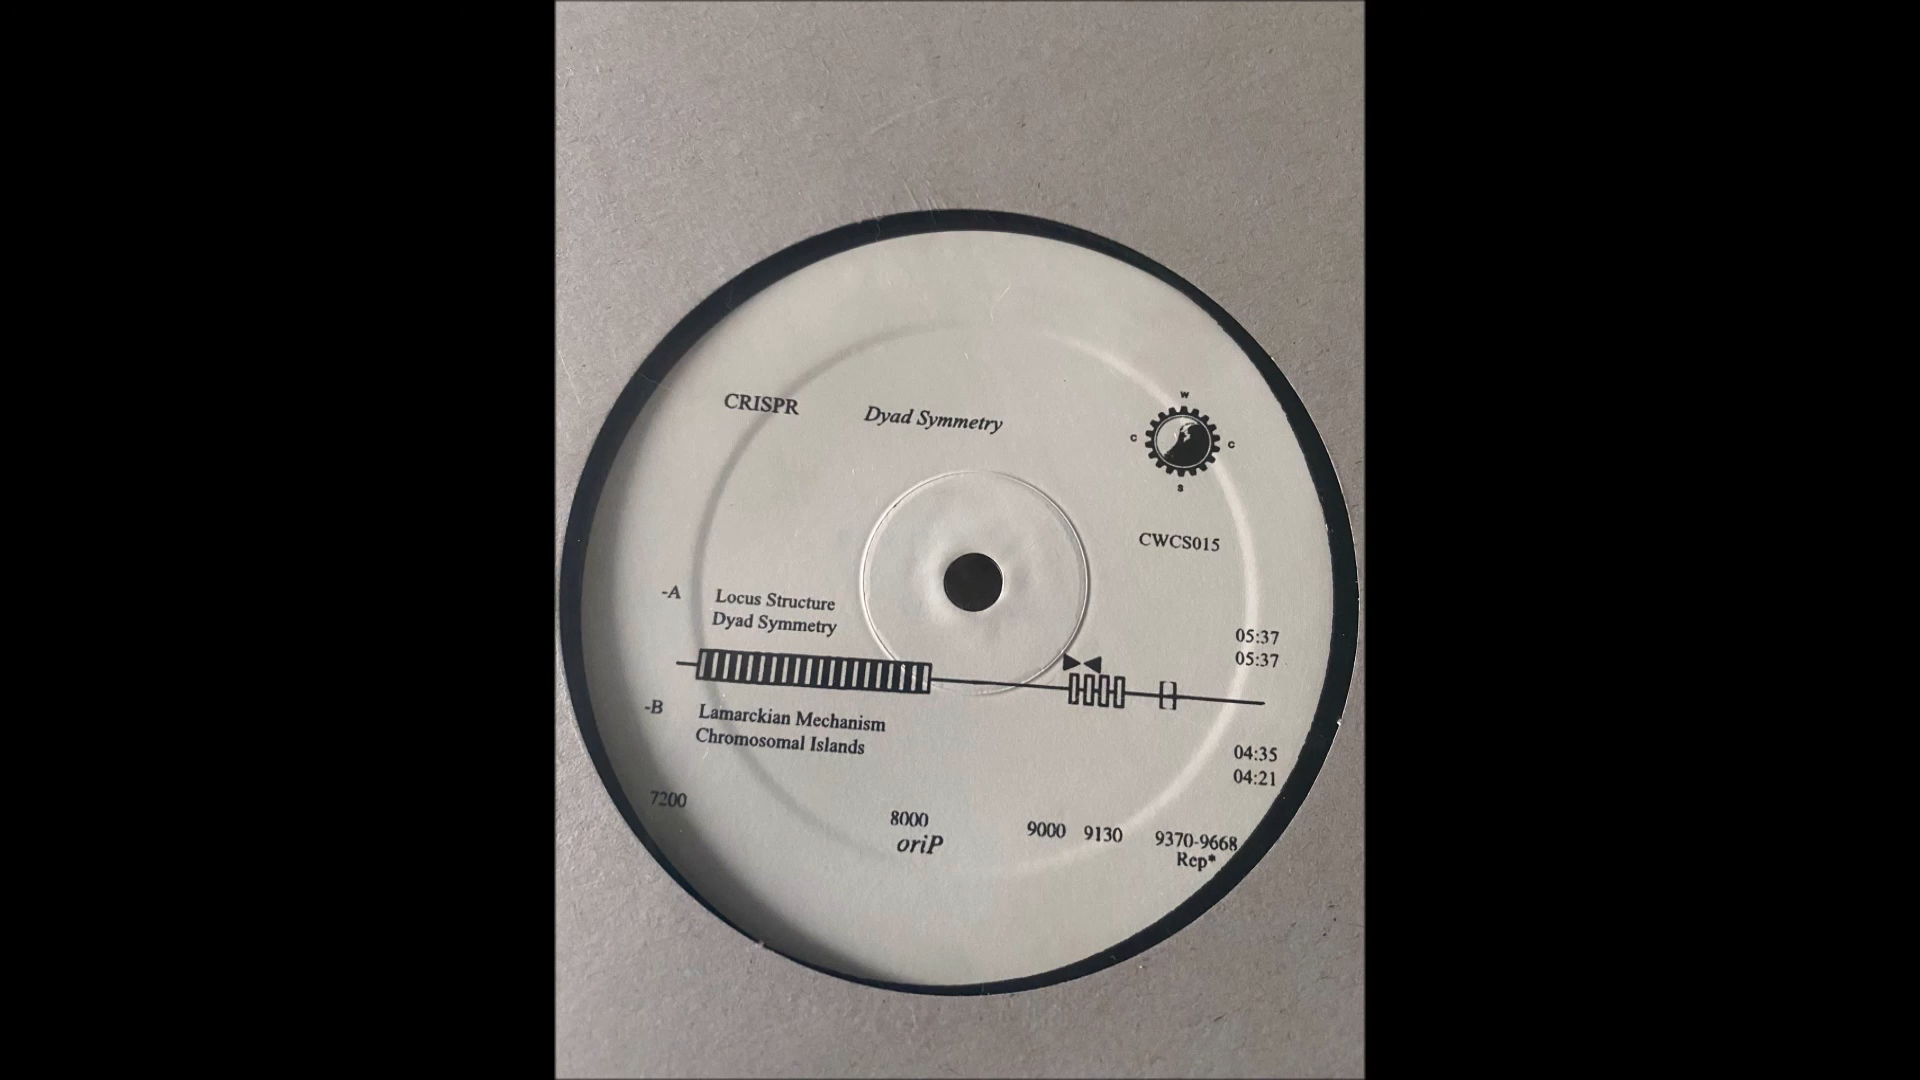 W
CRISPR Dyad Symmetry
C C
S
CWCS015
-A Locus Structure 05:37
Dyad Symmetry 05:37
-B Lamarckian Mechanism 04:35
Chromosomal Islands 04:21
7200 8000 9000 9130 9370-9668
oriP Rep*